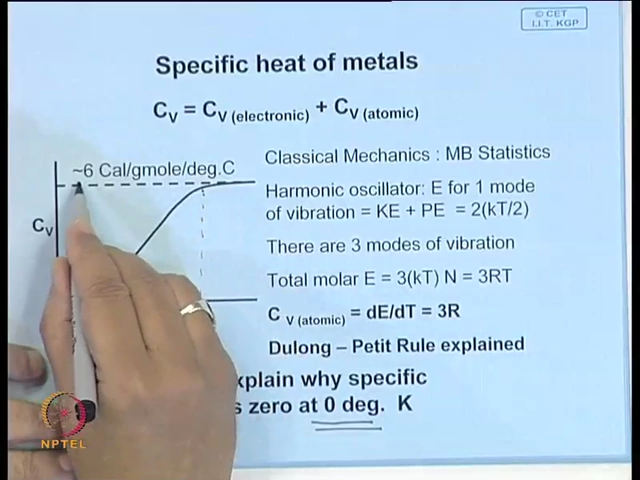 © CET
I.I.T. KGP
Specific heat of metals
CV = CV (electronic) + CV (atomic)
~6 Cal/gmole/deg.C
Classical Mechanics : MB Statistics
Harmonic oscillator: E for 1 mode
of vibration = KE + PE = 2(kT/2)
CV
There are 3 modes of vibration
Total molar E = 3(kT) N = 3RT
C V (atomic) = dE/dT = 3R
Dulong – Petit Rule explained
why specific
zero at 0 deg. K
NPTEL